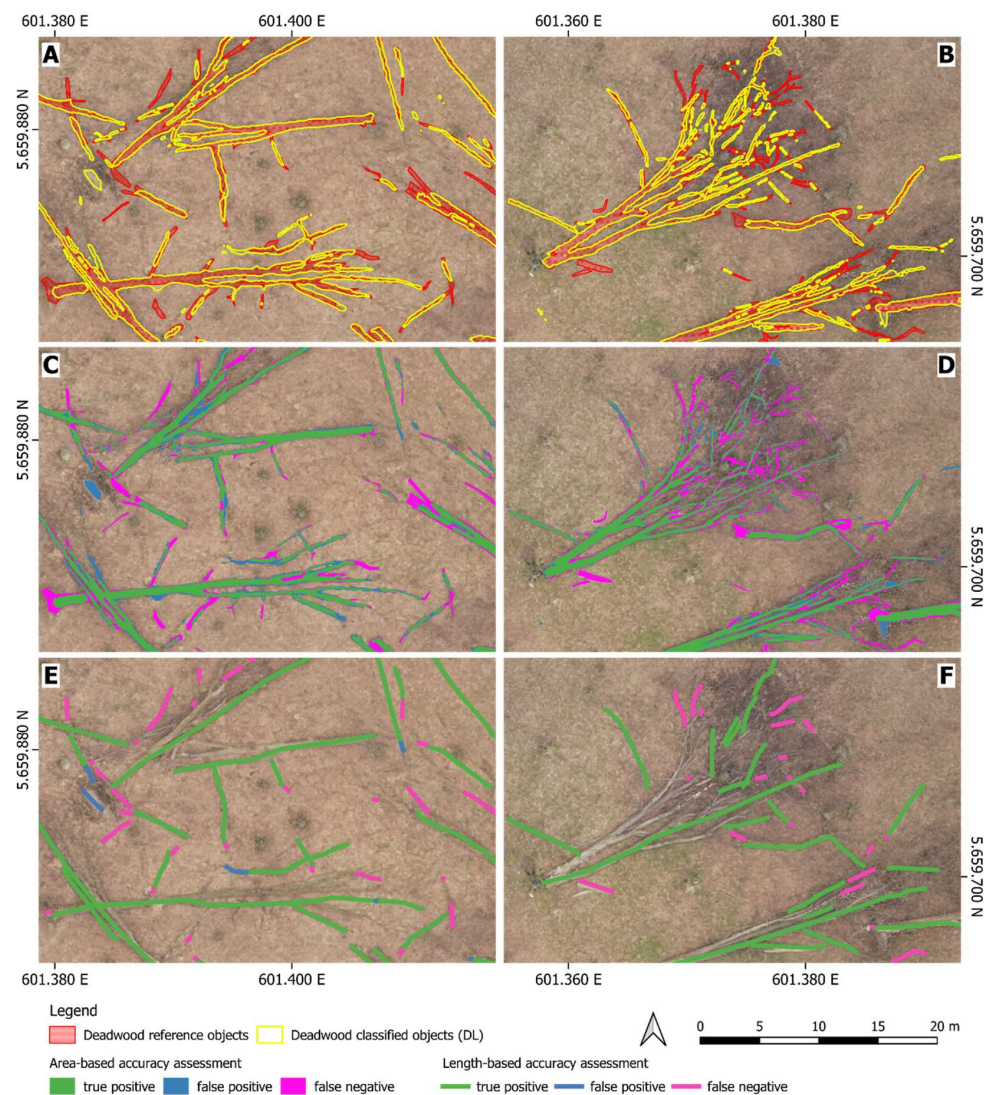 601.380 E 601.400 E 601.360 E 601.380 E
A B
5.659.880 N 5.659.700 N
C D
5.659.880 N 5.659.700 N
E F
5.659.880 N 5.659.700 N
601.380 E 601.400 E 601.360 E 601.380 E
Legend
Deadwood reference objects Deadwood classified objects (DL)
0 5 10 15 20 m
Area-based accuracy assessment Length-based accuracy assessment
true positive false positive false negative true positive false positive false negative